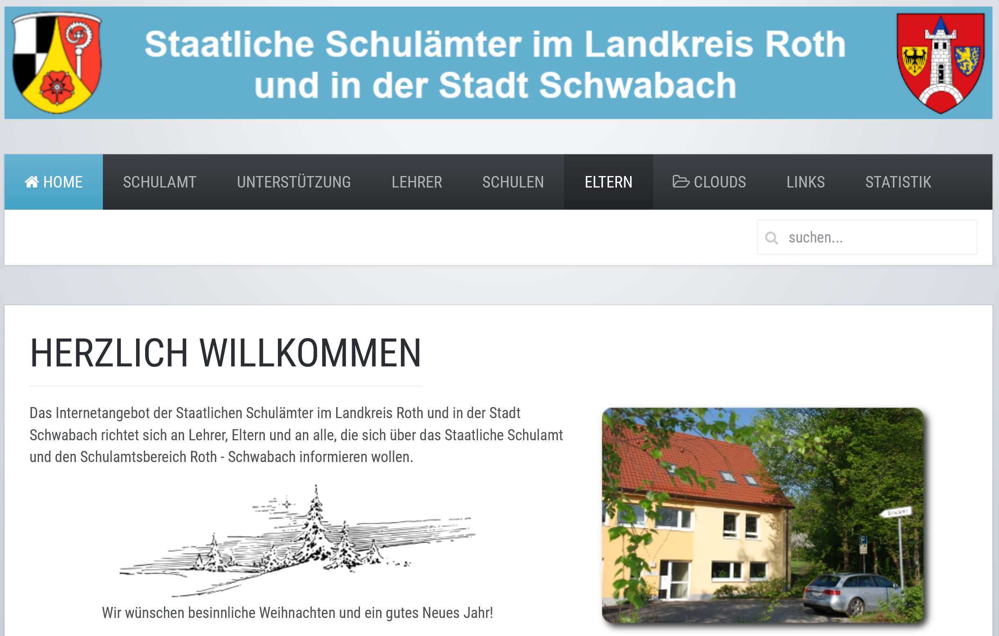 Staatliche Schulämter im Landkreis Roth
und in der Stadt Schwabach
HOME SCHULAMT UNTERSTÜTZUNG LEHRER SCHULEN ELTERN CLOUDS LINKS STATISTIK
suchen...
HERZLICH WILLKOMMEN
Das Internetangebot der Staatlichen Schulämter im Landkreis Roth und in der Stadt
Schwabach richtet sich an Lehrer, Eltern und an alle, die sich über das Staatliche Schulamt
und den Schulamtsbereich Roth - Schwabach informieren wollen.
Schulamt
P
Wir wünschen besinnliche Weihnachten und ein gutes Neues Jahr!